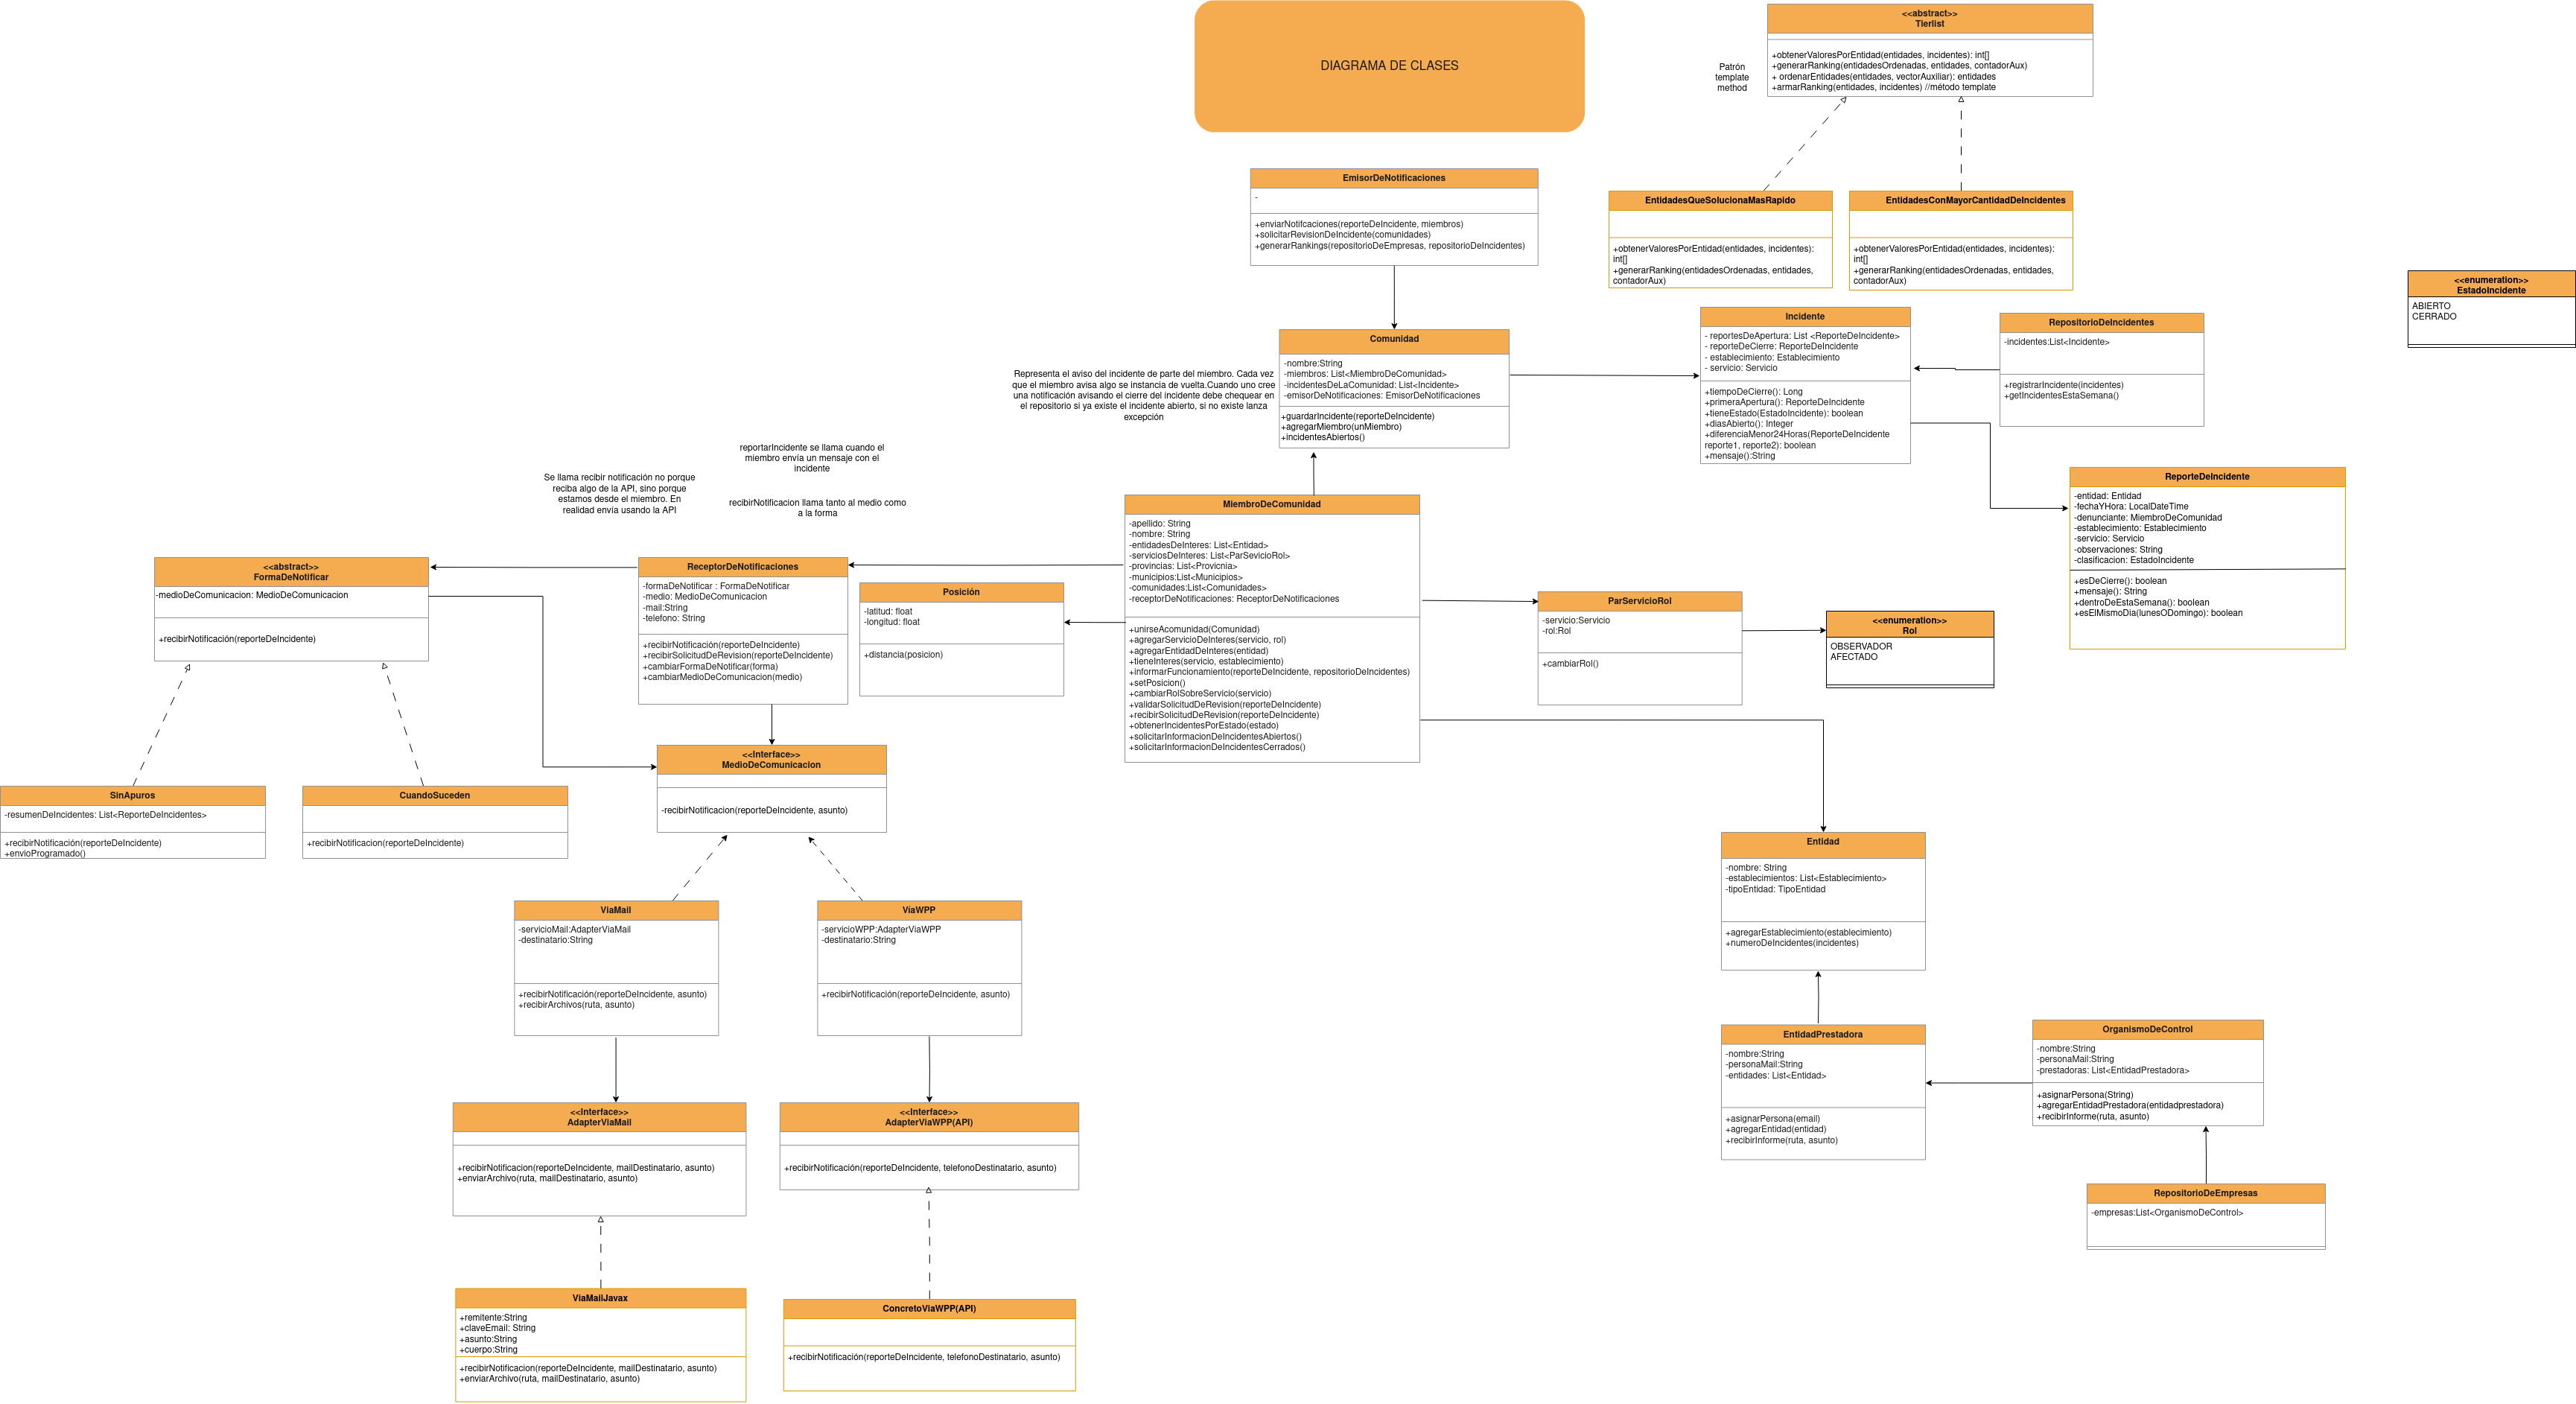 DIAGRAMA DE CLASES
<<abstract>>
Tierlist
+obtenerValoresPorEntidad(entidades, incidentes): int[]
+generarRanking(entidadesOrdenadas, entidades, contadorAux)
+ ordenarEntidades(entidades, vectorAuxiliar): entidades
+armarRanking(entidades, incidentes) //método template
Patrón
template
method
EmisorDeNotificaciones
-
+enviarNotifcaciones(reporteDeIncidente, miembros)
+solicitarRevisionDeIncidente(comunidades)
+generarRankings(repositorioDeEmpresas, repositorioDeIncidentes)
EntidadesQueSolucionaMasRapido
+obtenerValoresPorEntidad(entidades, incidentes):
int[]
+generarRanking(entidadesOrdenadas, entidades,
contadorAux)
EntidadesConMayorCantidadDeIncidentes
+obtenerValoresPorEntidad(entidades, incidentes):
int[]
+generarRanking(entidadesOrdenadas, entidades,
contadorAux)
<<enumeration>>
EstadoIncidente
ABIERTO
CERRADO
Comunidad
-nombre:String
-miembros: List<MiembroDeComunidad>
-incidentesDeLaComunidad: List<Incidente>
-emisorDeNotificaciones: EmisorDeNotificaciones
+guardarIncidente(reporteDeIncidente)
+agregarMiembro(unMiembro)
+incidentesAbiertos()
Incidente
- reportesDeApertura: List <ReporteDeIncidente>
- reporteDeCierre: ReporteDeIncidente
- establecimiento: Establecimiento
- servicio: Servicio
+tiempoDeCierre(): Long
+primeraApertura(): ReporteDeIncidente
+tieneEstado(EstadoIncidente): boolean
+diasAbierto(): Integer
+diferenciaMenor24Horas(ReporteDeIncidente
reporte1, reporte2): boolean
+mensaje():String
RepositorioDeIncidentes
-incidentes:List<Incidente>
+registrarIncidente(incidentes)
+getIncidentesEstaSemana()
Representa el aviso del incidente de parte del miembro. Cada vez
que el miembro avisa algo se instancia de vuelta.Cuando uno cree
una notificación avisando el cierre del incidente debe chequear en
el repositorio si ya existe el incidente abierto, si no existe lanza
excepción
reportarIncidente se llama cuando el
miembro envía un mensaje con el
incidente
Se llama recibir notificación no porque
reciba algo de la API, sino porque
estamos desde el miembro. En
realidad envía usando la API
recibirNotificacion llama tanto al medio como
a la forma
ReporteDeIncidente
-entidad: Entidad
-fechaYHora: LocalDateTime
-denunciante: MiembroDeComunidad
-establecimiento: Establecimiento
-servicio: Servicio
-observaciones: String
-clasificacion: EstadoIncidente
+esDeCierre(): boolean
+mensaje(): String
+dentroDeEstaSemana(): boolean
+esElMismoDia(lunesODomingo): boolean
MiembroDeComunidad
-apellido: String
-nombre: String
-entidadesDeInteres: List<Entidad>
-serviciosDeInteres: List<ParSevicioRol>
-provincias: List<Provicnia>
-municipios:List<Municipios>
-comunidades:List<Comunidades>
-receptorDeNotificaciones: ReceptorDeNotificaciones
+unirseAcomunidad(Comunidad)
+agregarServicioDeInteres(servicio, rol)
+agregarEntidadDeInteres(entidad)
+tieneInteres(servicio, establecimiento)
+informarFuncionamiento(reporteDeIncidente, repositorioDeIncidentes)
+setPosicion()
+cambiarRolSobreServicio(servicio)
+validarSolicitudDeRevision(reporteDeIncidente)
+recibirSolicitudDeRevision(reporteDeIncidente)
+obtenerIncidentesPorEstado(estado)
+solicitarInformacionDeIncidentesAbiertos()
+solicitarInformacionDeIncidentesCerrados()
<<abstract>>
FormaDeNotificar
-medioDeComunicacion: MedioDeComunicacion
+recibirNotificación(reporteDeIncidente)
ReceptorDeNotificaciones
-formaDeNotificar : FormaDeNotificar
-medio: MedioDeComunicacion
-mail:String
-telefono: String
+recibirNotificación(reporteDeIncidente)
+recibirSolicitudDeRevision(reporteDeIncidente)
+cambiarFormaDeNotificar(forma)
+cambiarMedioDeComunicacion(medio)
Posición
-latitud: float
-longitud: float
+distancia(posicion)
ParServicioRol
-servicio:Servicio
-rol:Rol
+cambiarRol()
<<enumeration>>
Rol
OBSERVADOR
AFECTADO
<<Interface>>
MedioDeComunicacion
-recibirNotificacion(reporteDeIncidente, asunto)
SinApuros
-resumenDeIncidentes: List<ReporteDeIncidentes>
+recibirNotificación(reporteDeIncidente)
+envioProgramado()
CuandoSuceden
+recibirNotificacion(reporteDeIncidente)
Entidad
-nombre: String
-establecimientos: List<Establecimiento>
-tipoEntidad: TipoEntidad
+agregarEstablecimiento(establecimiento)
+numeroDeIncidentes(incidentes)
ViaMail
-servicioMail:AdapterViaMail
-destinatario:String
+recibirNotificación(reporteDeIncidente, asunto)
+recibirArchivos(ruta, asunto)
ViaWPP
-servicioWPP:AdapterViaWPP
-destinatario:String
+recibirNotificación(reporteDeIncidente, asunto)
EntidadPrestadora
-nombre:String
-personaMail:String
-entidades: List<Entidad>
+asignarPersona(email)
+agregarEntidad(entidad)
+recibirInforme(ruta, asunto)
OrganismoDeControl
-nombre:String
-personaMail:String
-prestadoras: List<EntidadPrestadora>
+asignarPersona(String)
+agregarEntidadPrestadora(entidadprestadora)
+recibirInforme(ruta, asunto)
<<Interface>>
AdapterViaMail
+recibirNotificacion(reporteDeIncidente, mailDestinatario, asunto)
+enviarArchivo(ruta, mailDestinatario, asunto)
<<Interface>>
AdapterViaWPP(API)
+recibirNotificación(reporteDeIncidente, telefonoDestinatario, asunto)
RepositorioDeEmpresas
-empresas:List<OrganismoDeControl>
ViaMailJavax
+remitente:String
+claveEmail: String
+asunto:String
+cuerpo:String
+recibirNotificacion(reporteDeIncidente, mailDestinatario, asunto)
+enviarArchivo(ruta, mailDestinatario, asunto)
ConcretoViaWPP(API)
+recibirNotificación(reporteDeIncidente, telefonoDestinatario, asunto)